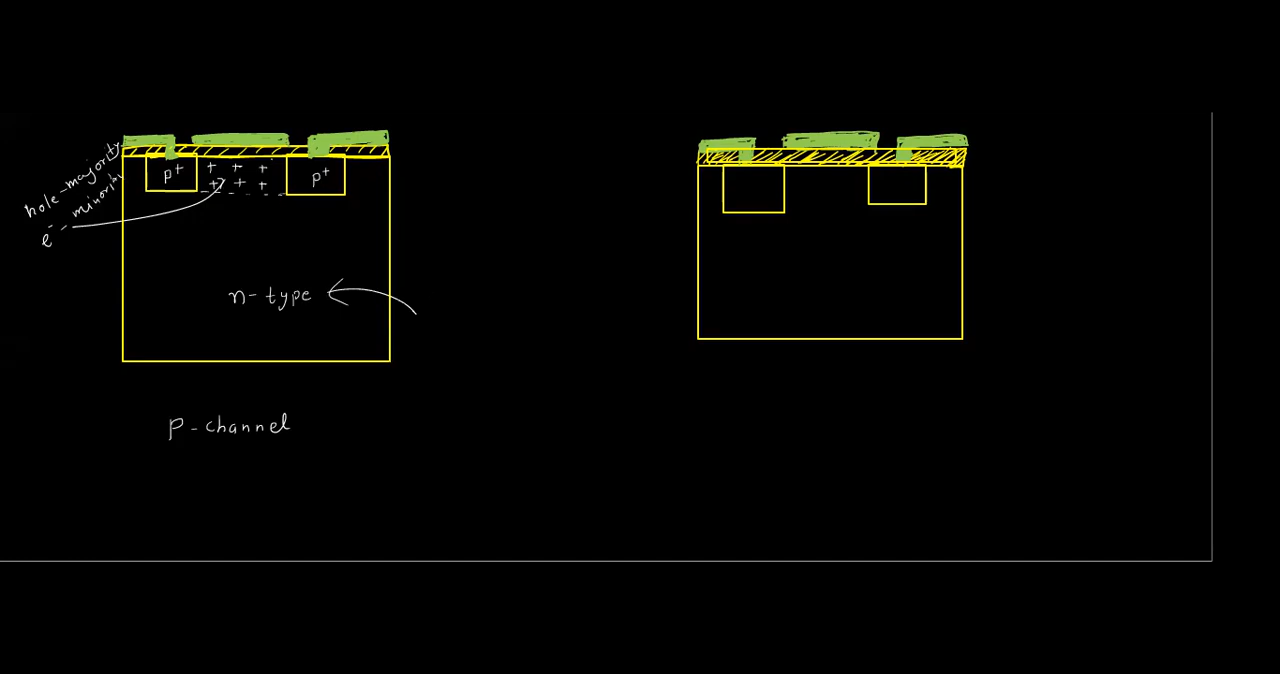 hole-majority
minority
e⁻
p⁺
+ + +
+ + +
p⁺
n-type
p-channel